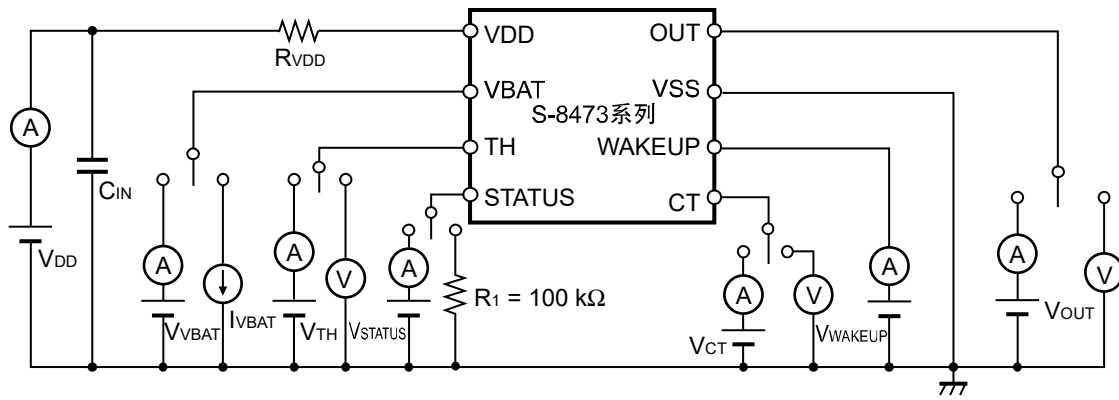 VDD
OUT
RVDD
VBAT
VSS
S-8473系列
A
TH
WAKEUP
CIN
STATUS
CT
VDD
A
A
A
V
R1 = 100 kΩ
A
V
A
A
V
VVBAT
IVBAT
VTH
VSTATUS
VCT
VWAKEUP
VOUT